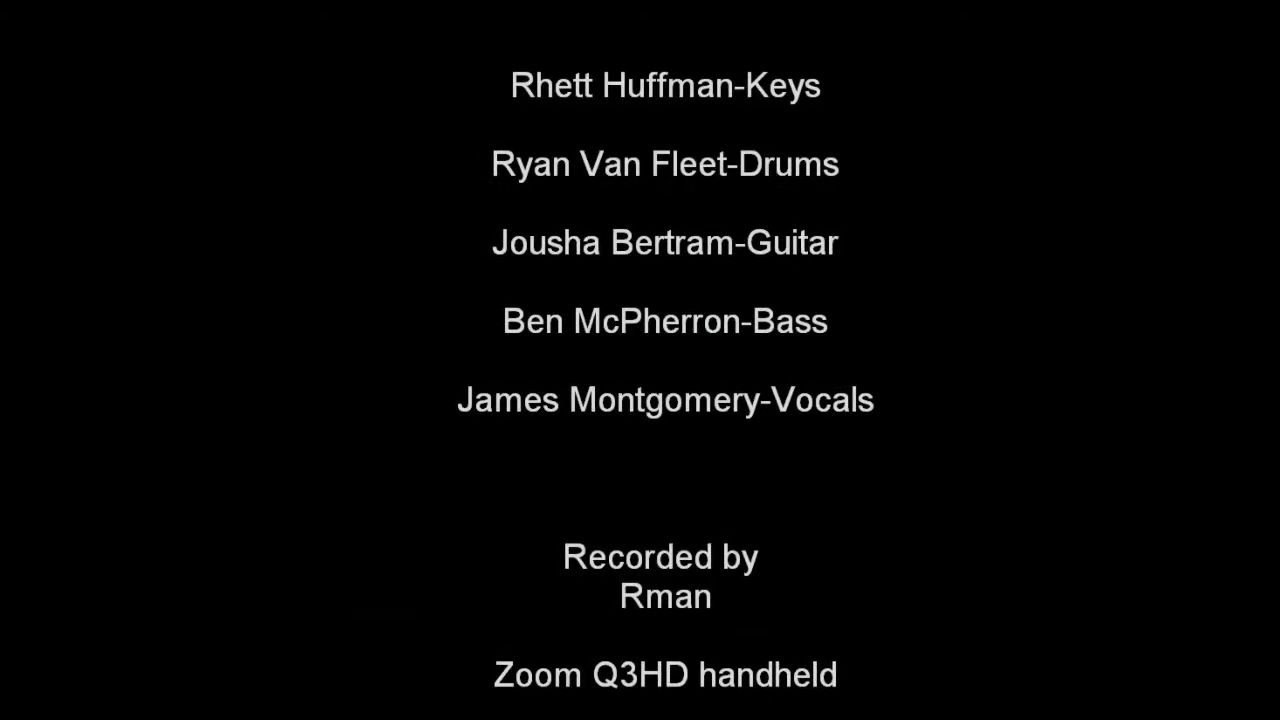 Rhett Huffman-Keys
Ryan Van Fleet-Drums
Jousha Bertram-Guitar
Ben McPherron-Bass
James Montgomery-Vocals
Recorded by
Rman
Zoom Q3HD handheld